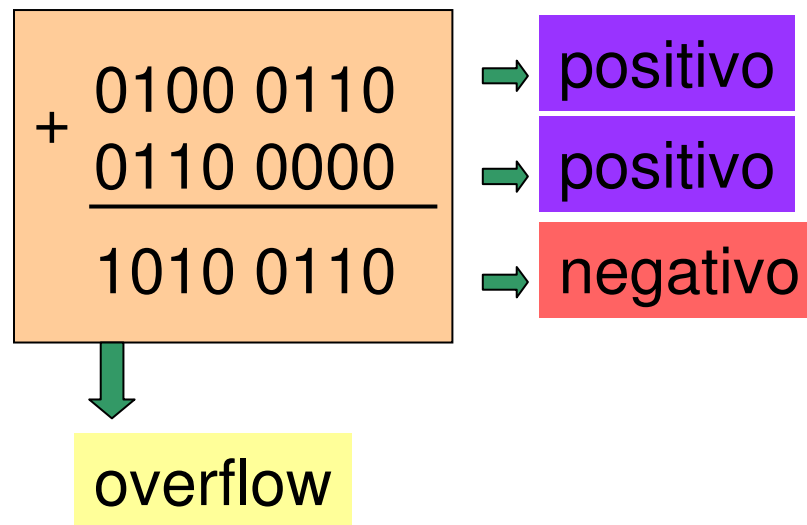 0100 0110
+
0110 0000
1010 0110
positivo
positivo
negativo
overflow